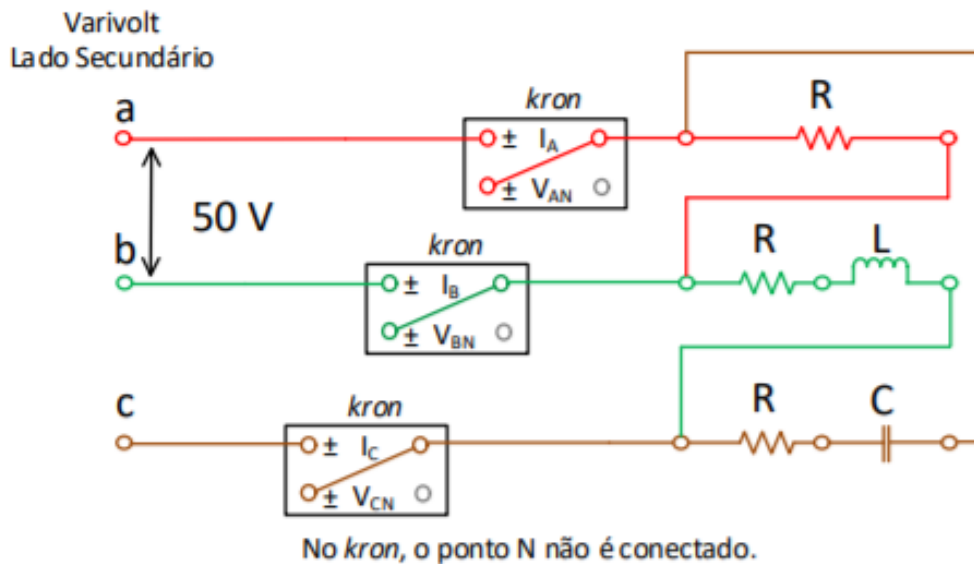 Varivolt
Lado Secundário
a
kron
± I_A
± V_AN
R
50 V
b
kron
± I_B
± V_BN
R L
c
kron
± I_C
± V_CN
R C
No kron, o ponto N não é conectado.